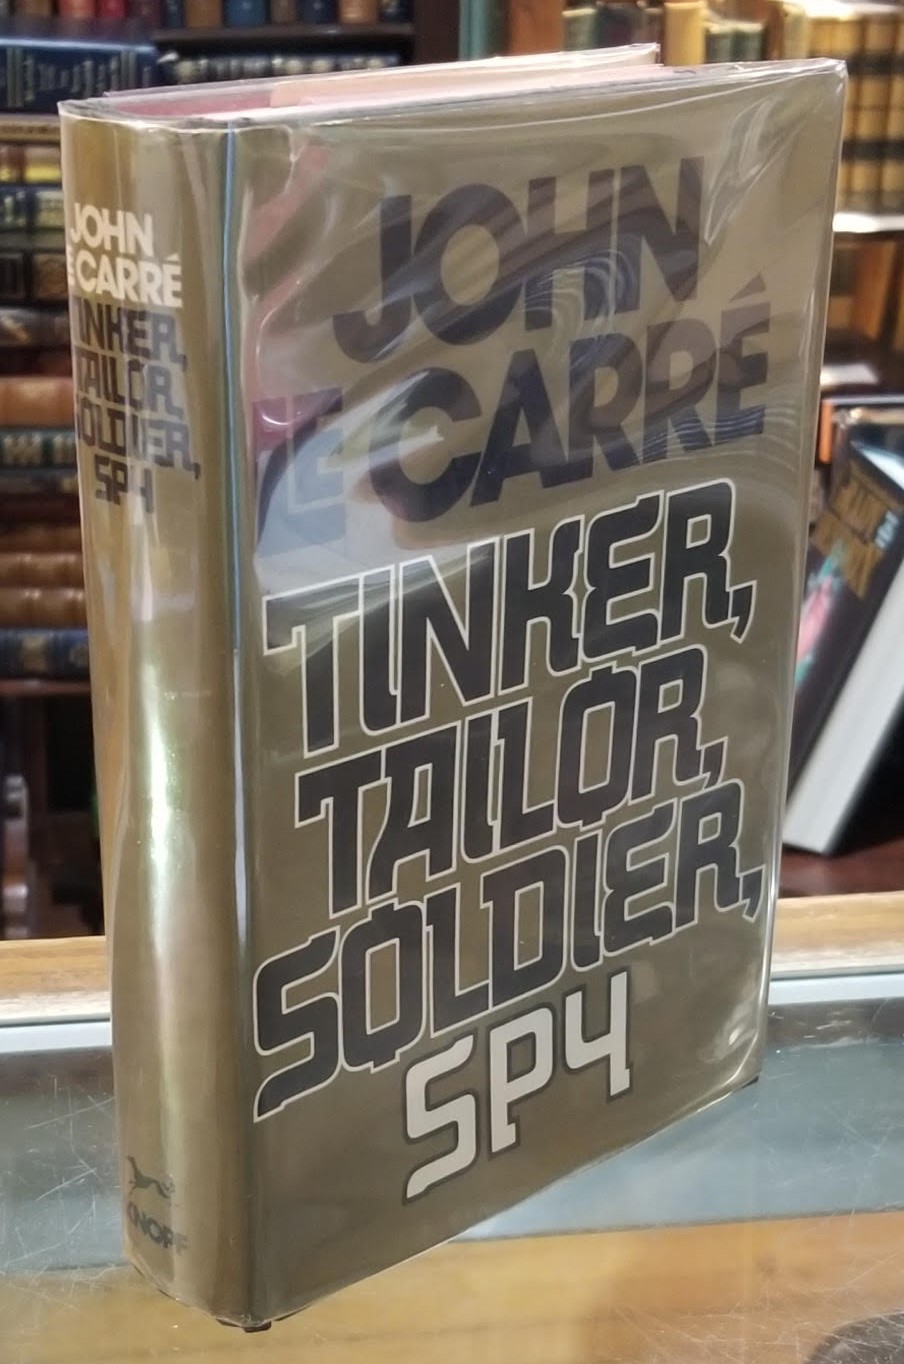 JOHN
LE CARRÉ
TINKER,
TAILOR,
SOLDIER,
SPY
KNOPF
JOHN
LE CARRÉ
TINKER,
TAILOR,
SOLDIER,
SPY